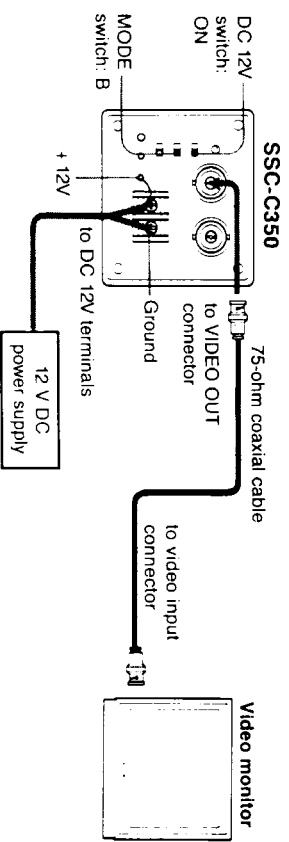 SSC-C350
DC 12V
switch:
ON
MODE
switch: B
+ 12V
Ground
to DC 12V terminals
12 V DC
power supply
to VIDEO OUT
connector
75-ohm coaxial cable
to video input
connector
Video monitor